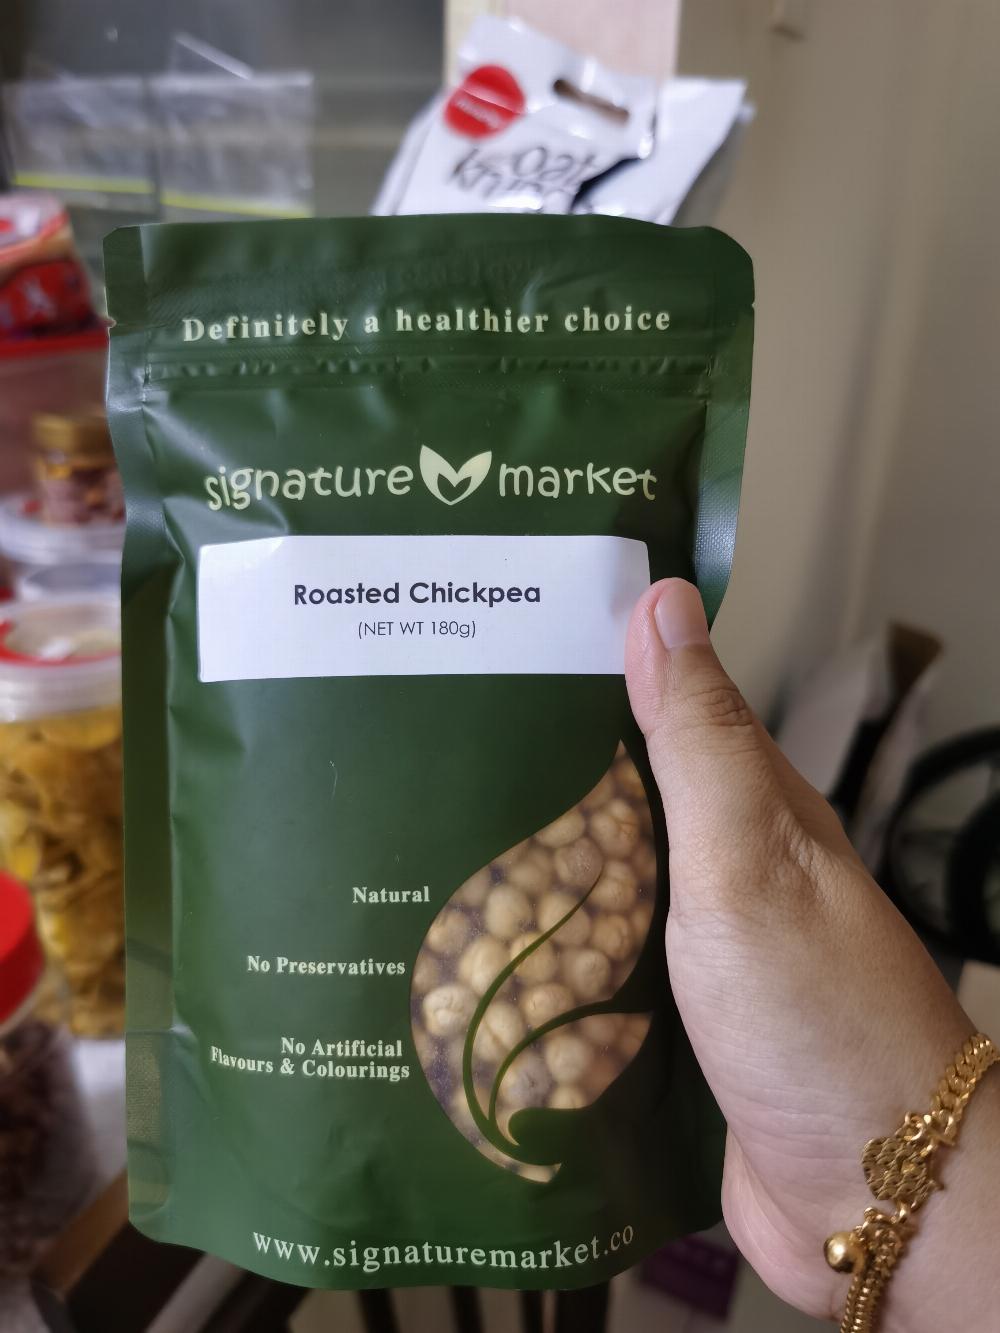 oat
Definitely a healthier choice
signature market
Roasted Chickpea
(NET WT 180g)
Natural
No Preservatives
No Artificial
Flavours & Colourings
www.signaturemarket.co